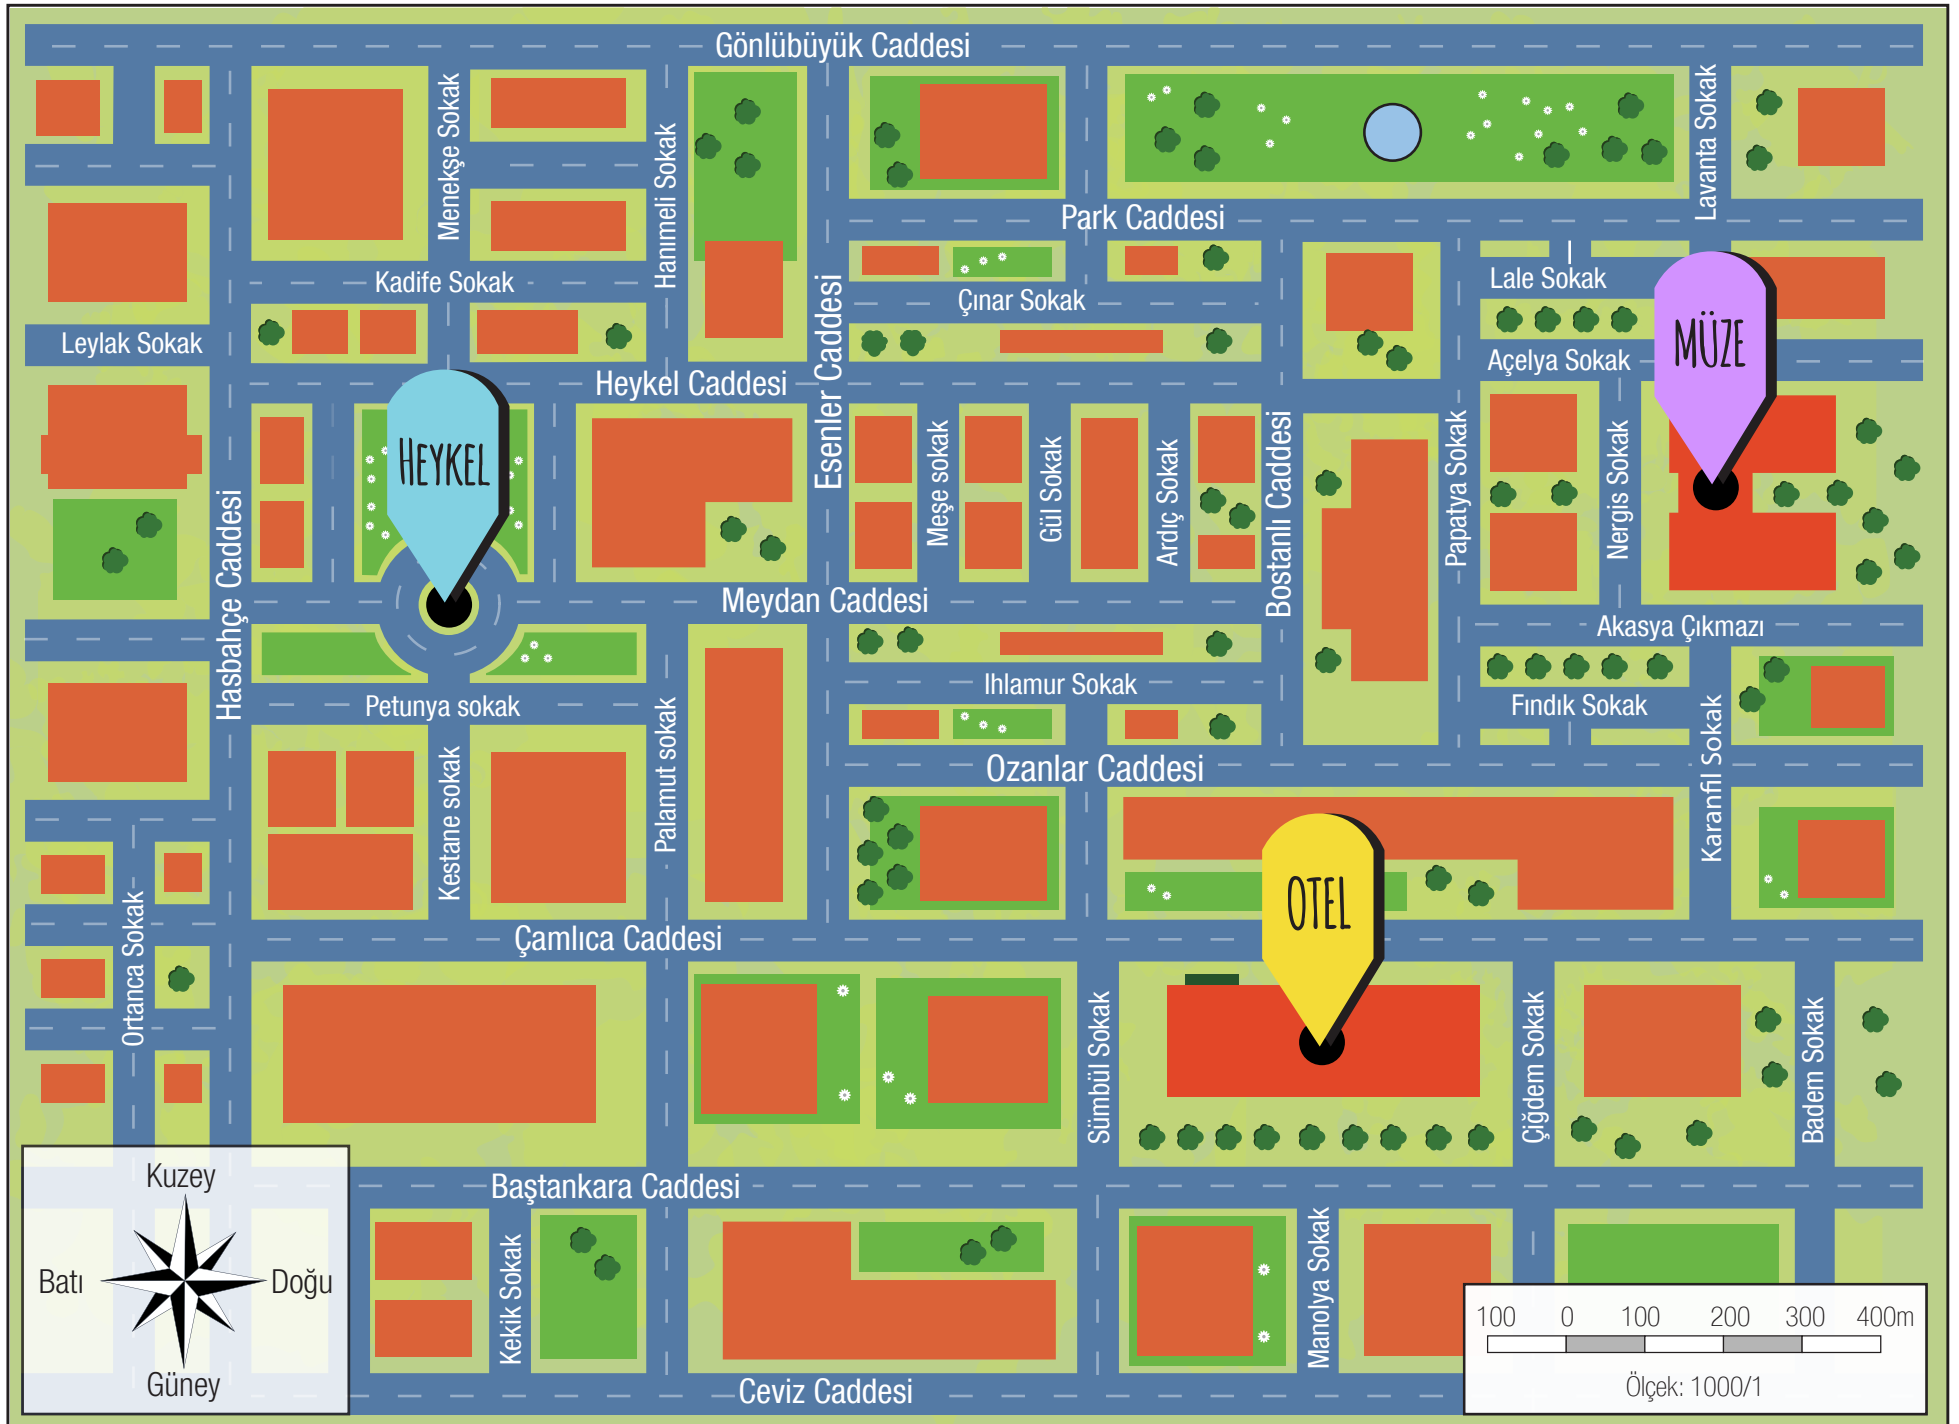 Gönlübüyük Caddesi
Menekşe Sokak
Hanımeli Sokak
Lavanta Sokak
Park Caddesi
Kadife Sokak
Lale Sokak
Çınar Sokak
Leylak Sokak
Esenler Caddesi
Heykel Caddesi
Açelya Sokak
MÜZE
HEYKEL
Hasbahçe Caddesi
Meşe sokak
Gül Sokak
Ardıç Sokak
Bostanlı Caddesi
Papatya Sokak
Nergis Sokak
Meydan Caddesi
Akasya Çıkmazı
Ihlamur Sokak
Petunya sokak
Fındık Sokak
Kestane sokak
Palamut sokak
Ozanlar Caddesi
Karanfil Sokak
OTEL
Çamlıca Caddesi
Ortanca Sokak
Sümbül Sokak
Çiğdem Sokak
Badem Sokak
Baştankara Caddesi
Kekik Sokak
Manolya Sokak
Ceviz Caddesi
Kuzey
Batı
Doğu
Güney
100 0 100 200 300 400m
Ölçek: 1000/1